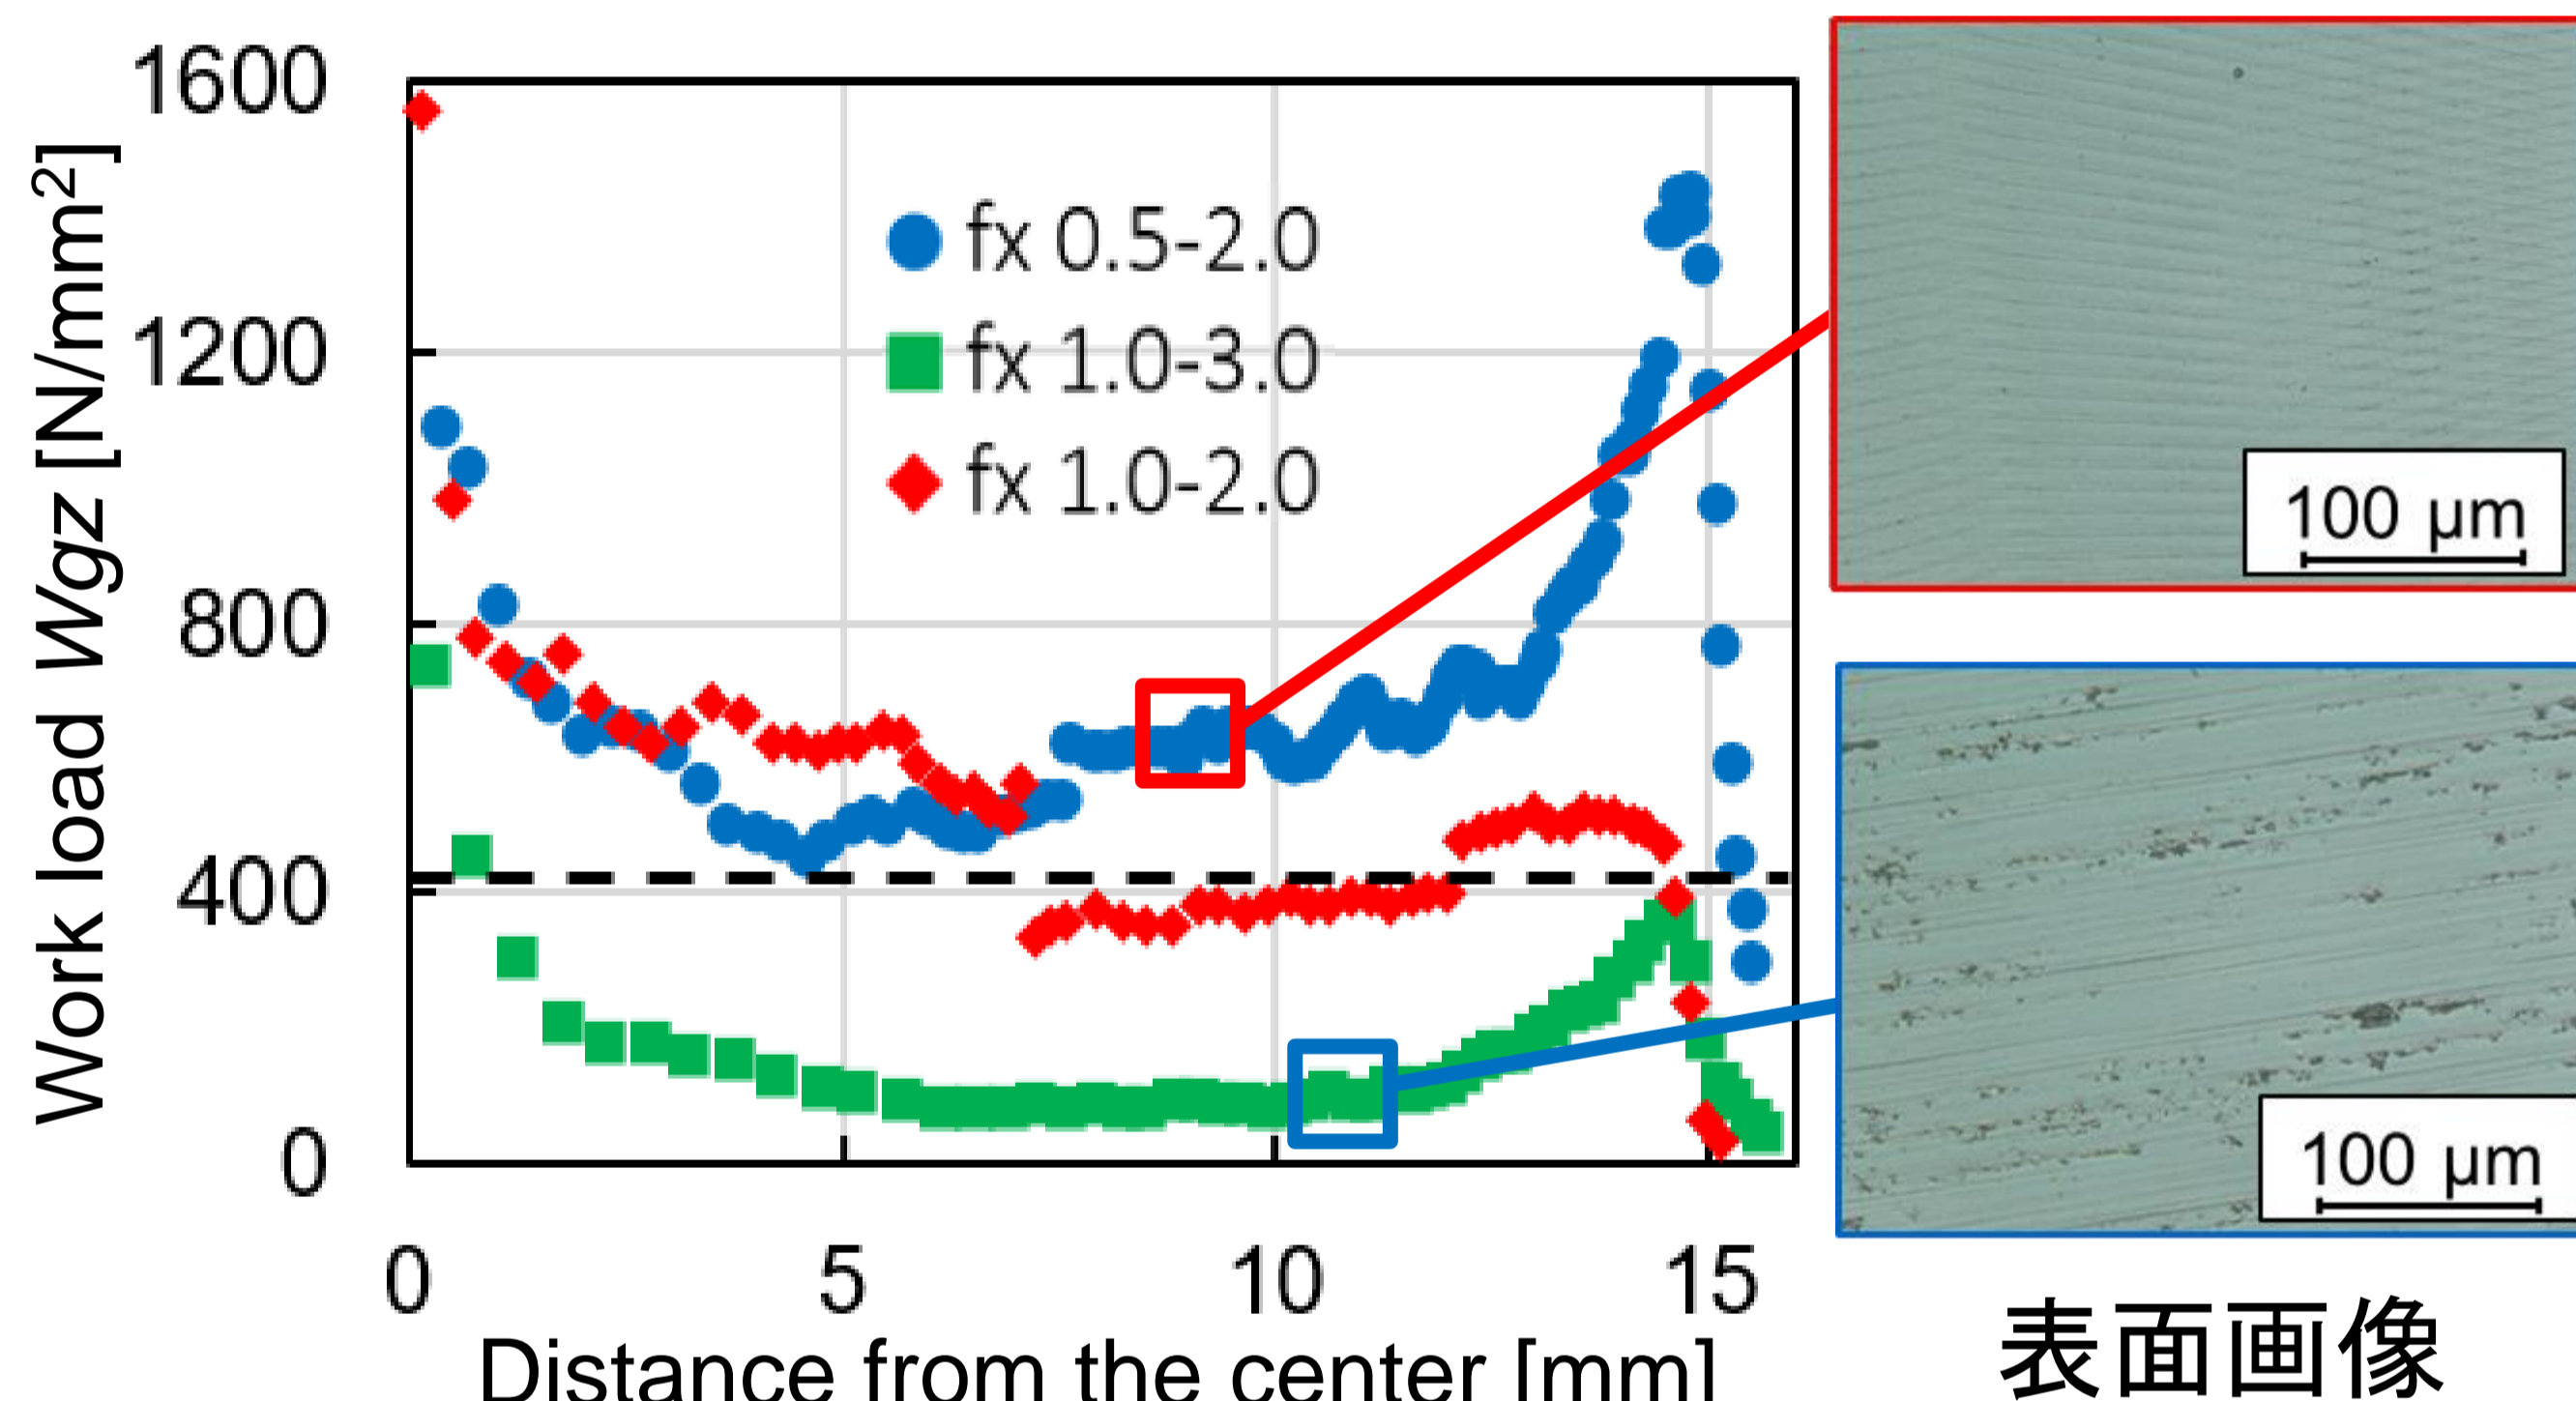 1600
1200
800
400
0
Work load Wgz [N/mm²]
fx 0.5-2.0
fx 1.0-3.0
fx 1.0-2.0
0 5 10 15
Distance from the center [mm]
100 µm
100 µm
表面画像